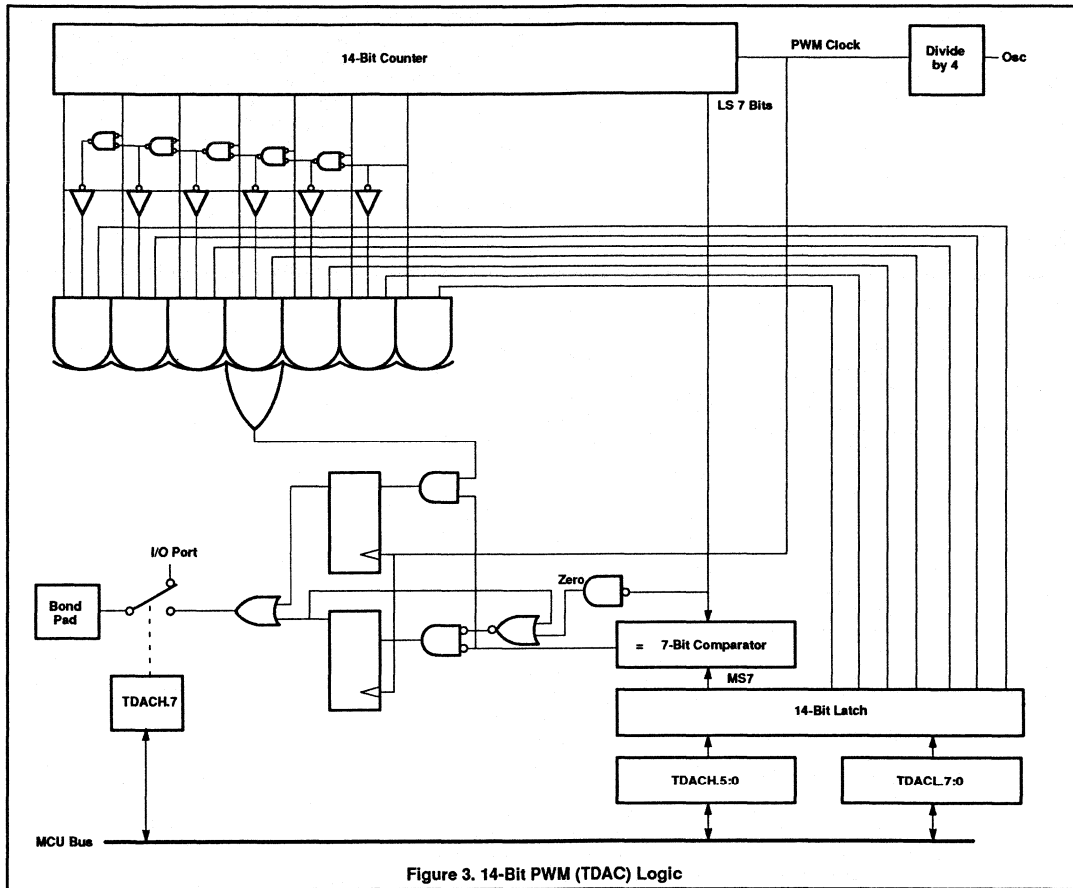 14-Bit Counter
PWM Clock
Divide
by 4
Osc
LS 7 Bits
I/O Port
Bond
Pad
Zero
= 7-Bit Comparator
MS7
TDACH.7
14-Bit Latch
TDACH.5:0
TDACL.7:0
MCU Bus
Figure 3. 14-Bit PWM (TDAC) Logic